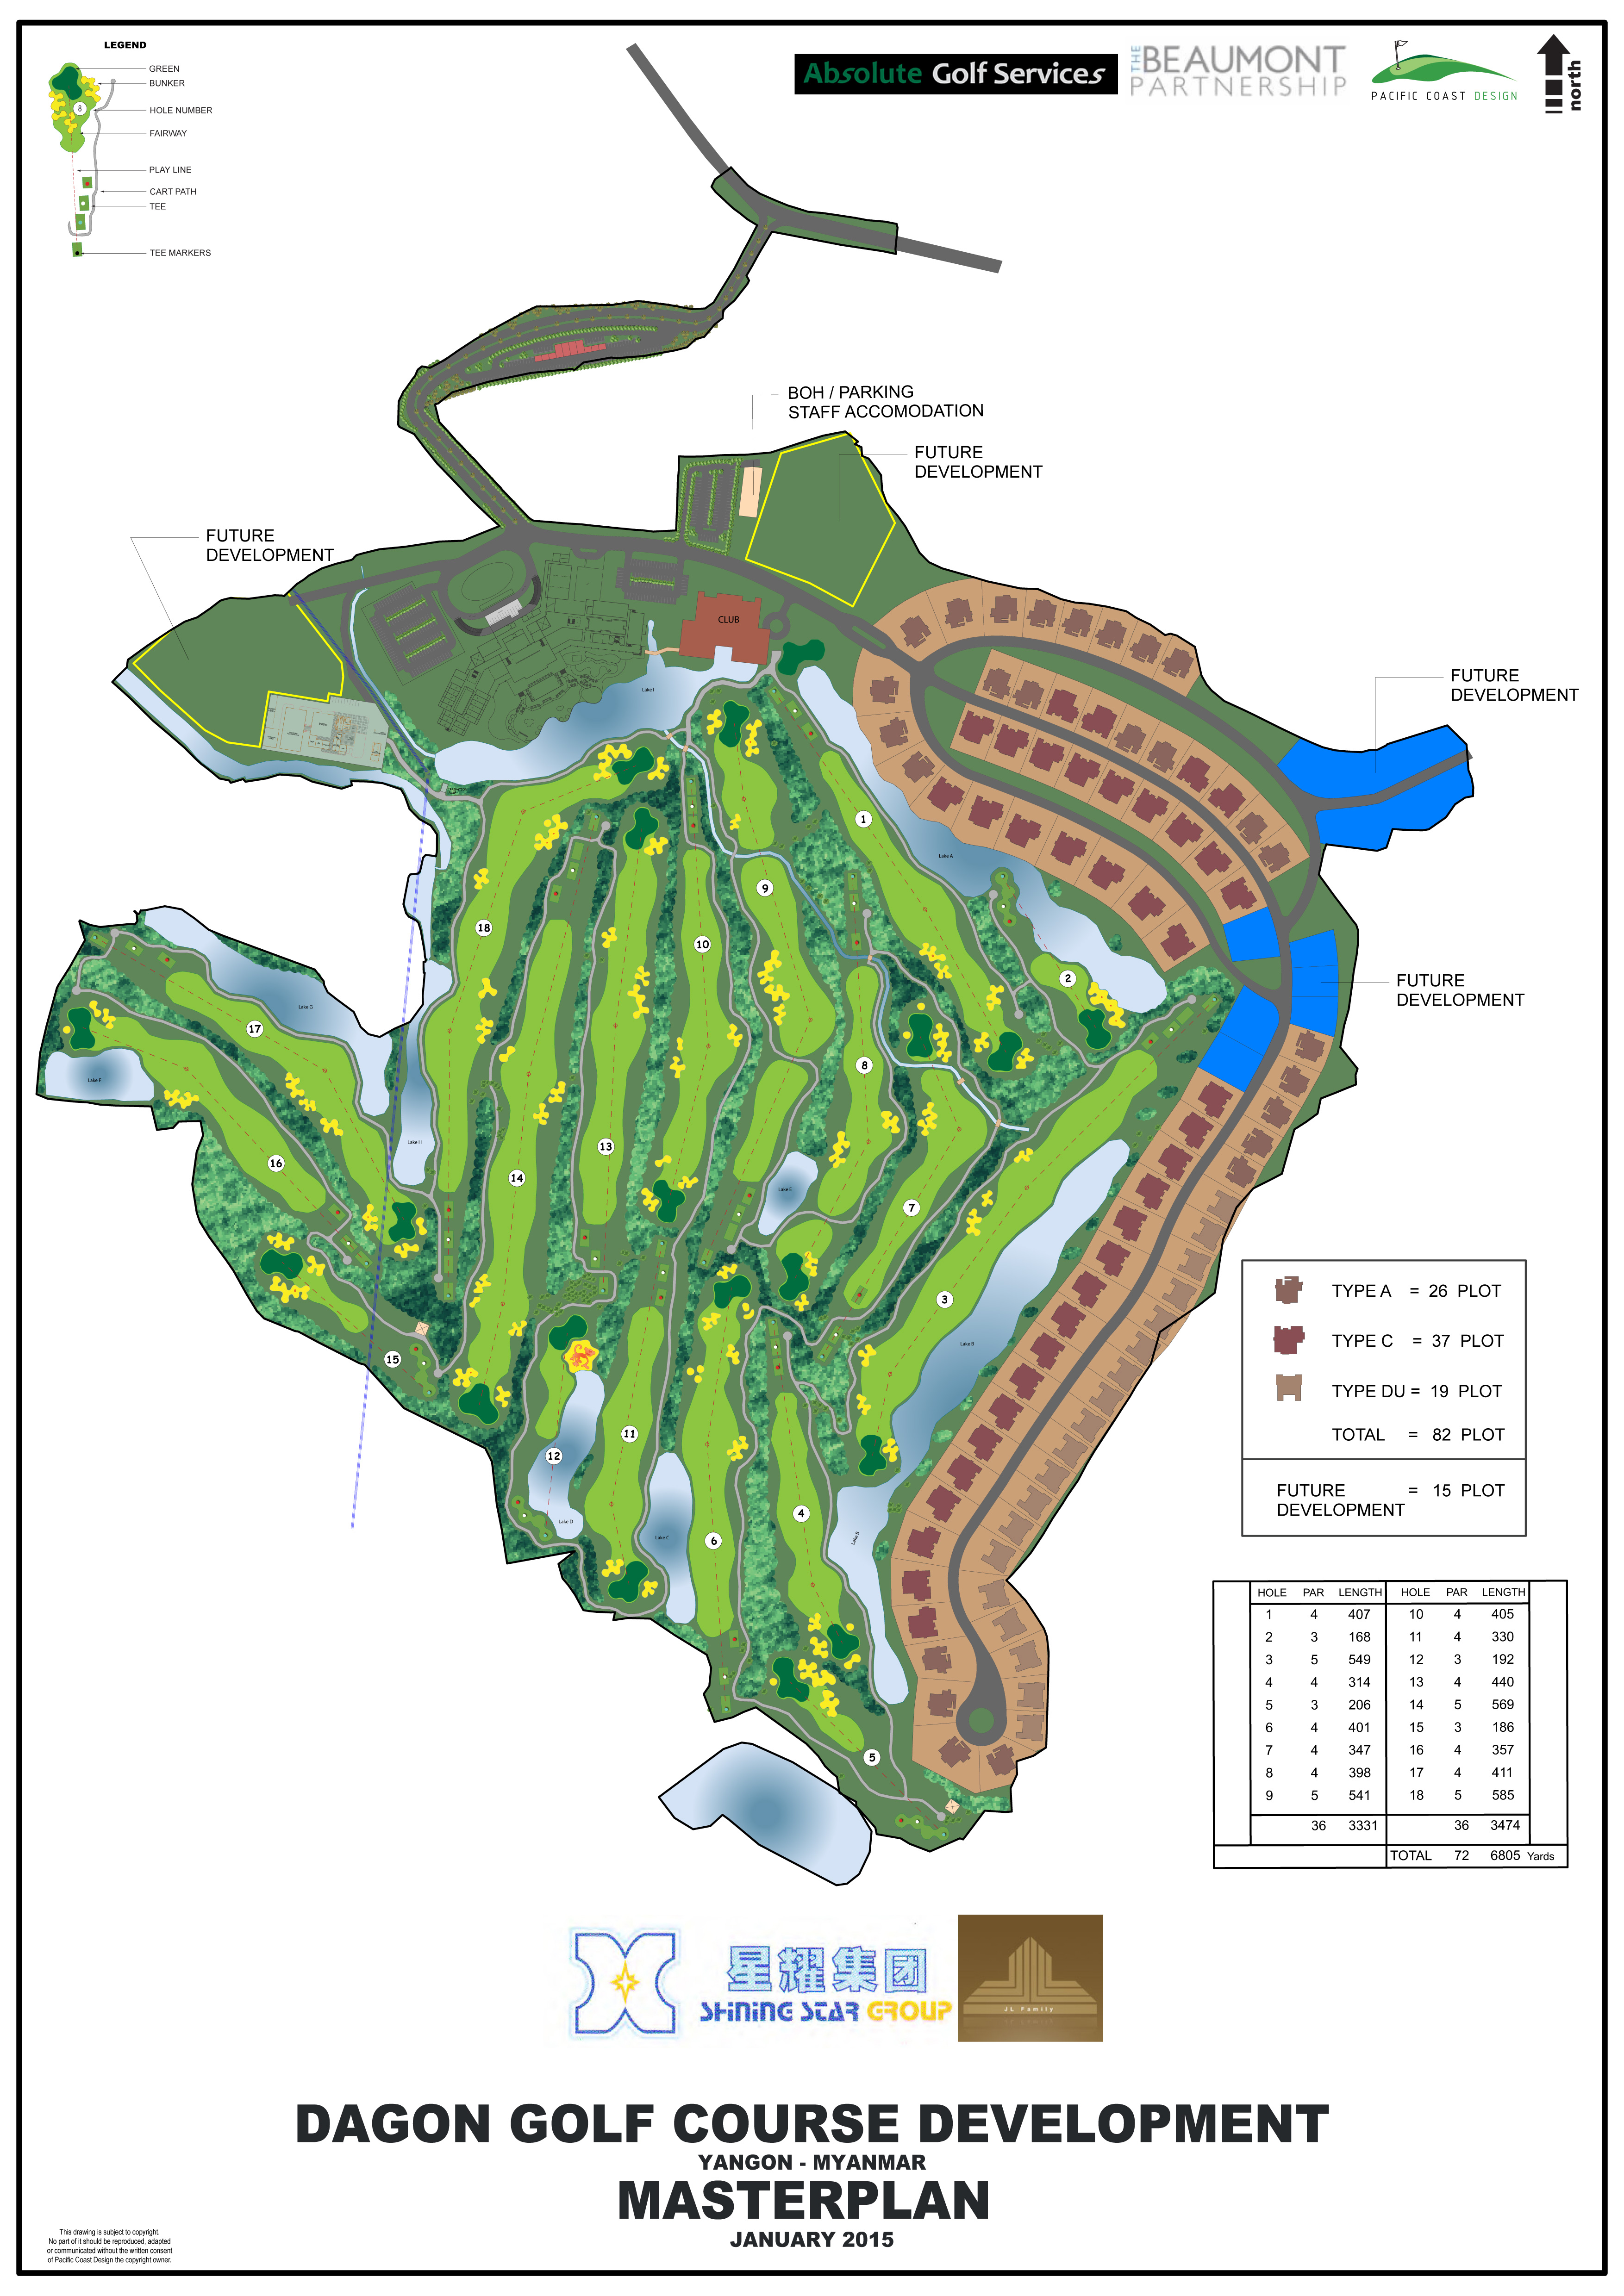 LEGEND
GREEN
BUNKER
8
HOLE NUMBER
FAIRWAY
PLAY LINE
CART PATH
TEE
TEE MARKERS
Absolute Golf Services
THE BEAUMONT
PARTNERSHIP
PACIFIC COAST DESIGN
north
BOH / PARKING
STAFF ACCOMODATION
FUTURE
DEVELOPMENT
FUTURE
DEVELOPMENT
CLUB
FUTURE
DEVELOPMENT
Lake I
1
Lake A
9
18
10
2
FUTURE
DEVELOPMENT
Lake G
17
8
Lake F
Lake H
13
16
14
Lake E
7
3
Lake B
15
11
12
4
Lake D
Lake C
6
Lake B
5
TYPE A = 26 PLOT
TYPE C = 37 PLOT
TYPE DU = 19 PLOT
TOTAL = 82 PLOT
FUTURE = 15 PLOT
DEVELOPMENT
HOLE PAR LENGTH HOLE PAR LENGTH
1 4 407 10 4 405
2 3 168 11 4 330
3 5 549 12 3 192
4 4 314 13 4 440
5 3 206 14 5 569
6 4 401 15 3 186
7 4 347 16 4 357
8 4 398 17 4 411
9 5 541 18 5 585
36 3331 36 3474
TOTAL 72 6805 Yards
星耀集团
SHINING STAR GROUP
JL Family
DAGON GOLF COURSE DEVELOPMENT
YANGON - MYANMAR
MASTERPLAN
JANUARY 2015
This drawing is subject to copyright.
No part of it should be reproduced, adapted
or communicated without the written consent
of Pacific Coast Design the copyright owner.